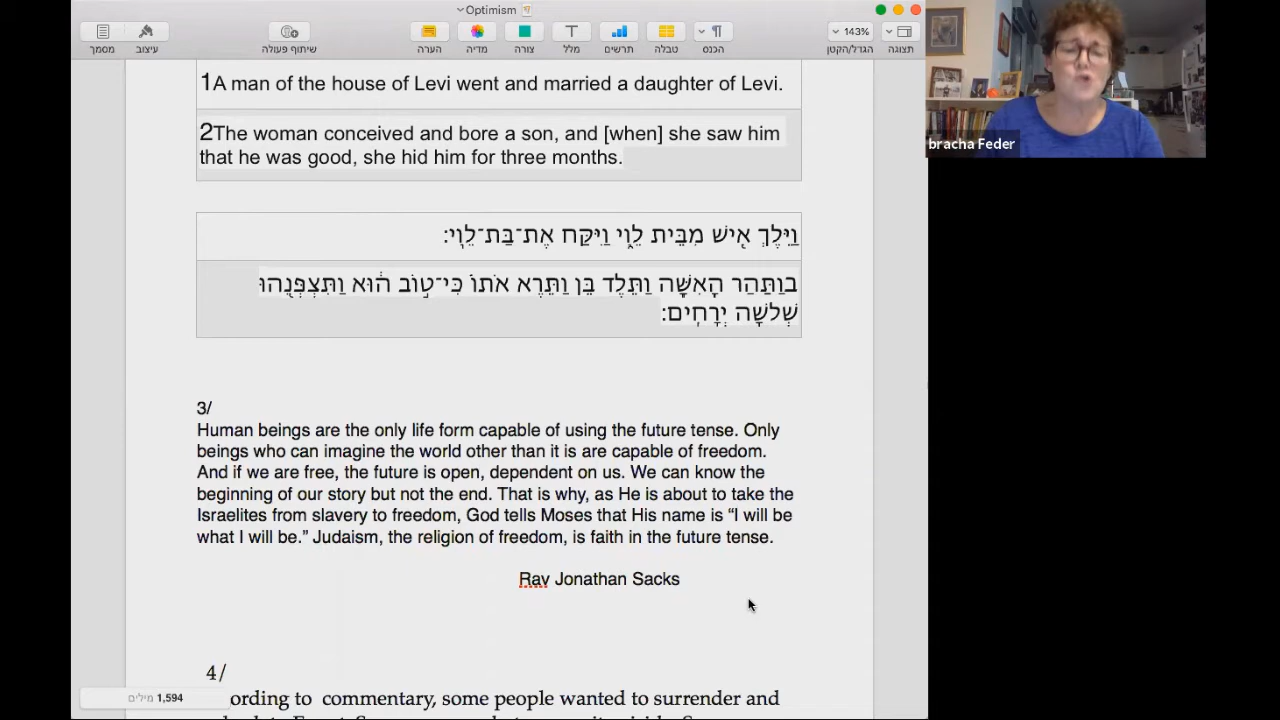 Optimism
מסמך
עיצוב
שיתוף פעולה
הערה
מדיה
צורה
מלל
תרשים
טבלה
הכנס
143%
הגדל/הקטן
תצוגה
1A man of the house of Levi went and married a daughter of Levi.
2The woman conceived and bore a son, and [when] she saw him
that he was good, she hid him for three months.
וַיֵּלֶךְ אִ֖ישׁ מִבֵּית לֵוִ֑י וַיִּקַּח אֶת־בַּת־לֵוִֽי:
בוַתַּהַר הָאִשָּׁה וַתֵּלֶד בֵּן וַתֵּרֶא אֹתוֹ כִּי־ט֣וֹב ה֔וּא וַתִּצְפְּנֵ֖הוּ
שְׁלֹשָׁה יְרָחִֽים:
3/
Human beings are the only life form capable of using the future tense. Only
beings who can imagine the world other than it is are capable of freedom.
And if we are free, the future is open, dependent on us. We can know the
beginning of our story but not the end. That is why, as He is about to take the
Israelites from slavery to freedom, God tells Moses that His name is “I will be
what I will be.” Judaism, the religion of freedom, is faith in the future tense.
Rav Jonathan Sacks
4/
ording to commentary, some people wanted to surrender and
1,594 מילים
bracha Feder